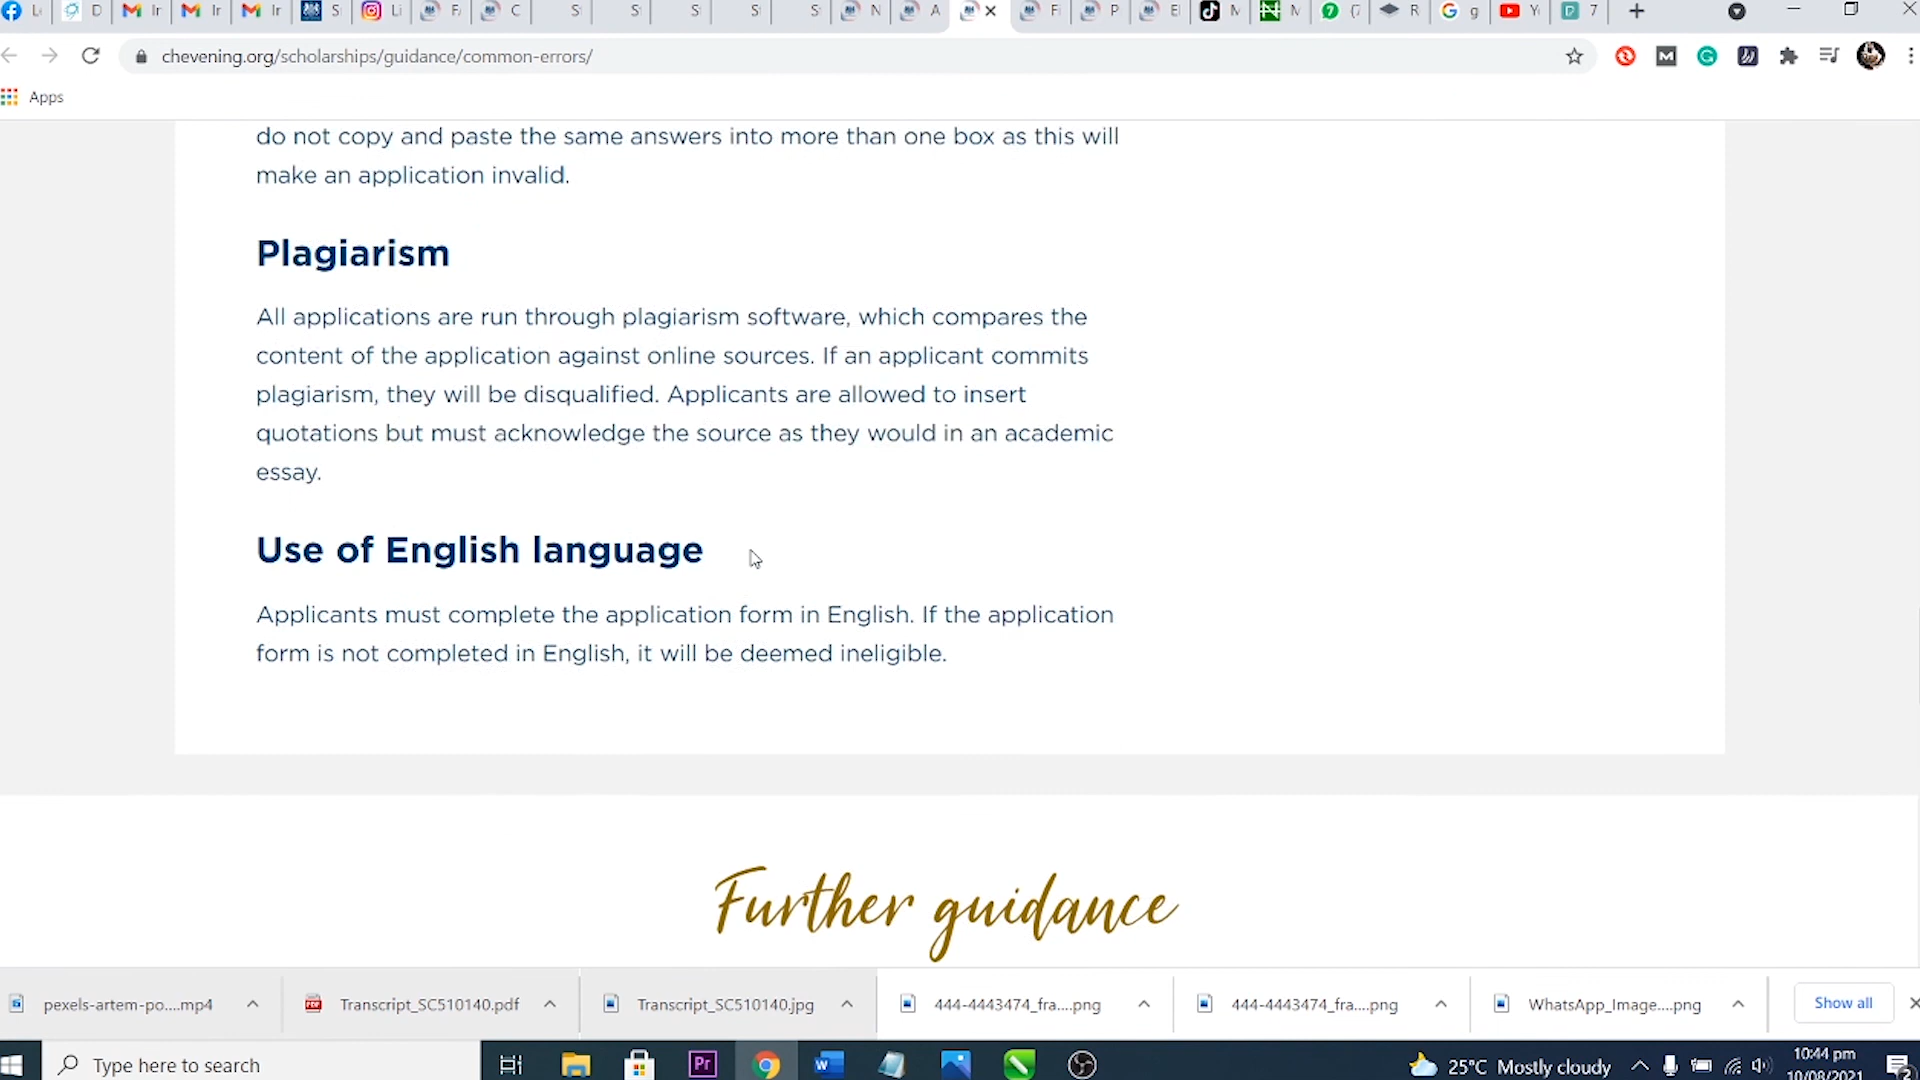 chevening.org/scholarships/guidance/common-errors/
Apps
do not copy and paste the same answers into more than one box as this will
make an application invalid.
Plagiarism
All applications are run through plagiarism software, which compares the
content of the application against online sources. If an applicant commits
plagiarism, they will be disqualified. Applicants are allowed to insert
quotations but must acknowledge the source as they would in an academic
essay.
Use of English language
Applicants must complete the application form in English. If the application
form is not completed in English, it will be deemed ineligible.
Further guidance
pexels-artem-po....mp4
Transcript_SC510140.pdf
Transcript_SC510140.jpg
444-4443474_fra....png
444-4443474_fra....png
WhatsApp_Image....png
Show all
Type here to search
25°C Mostly cloudy
10:44 pm
10/08/2021